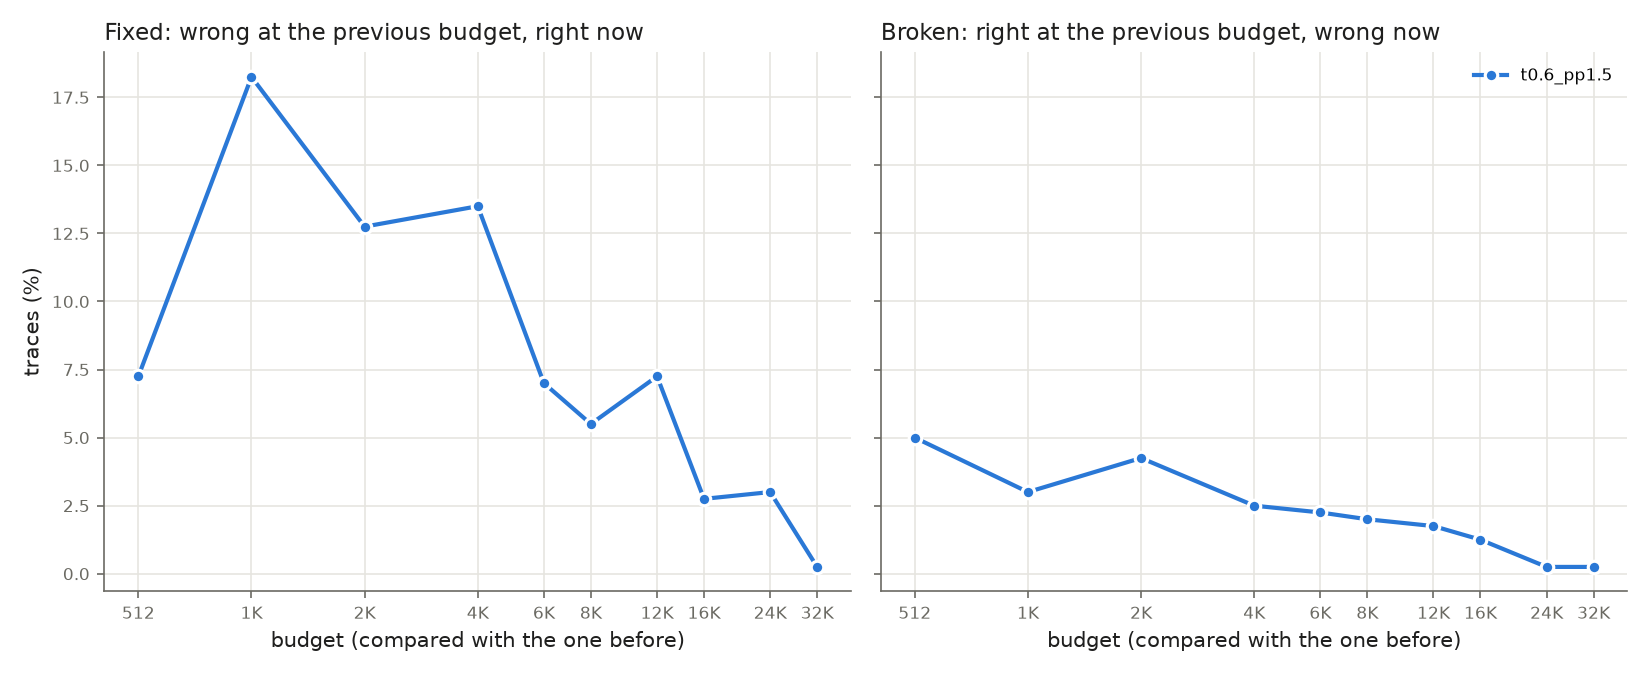 Fixed: wrong at the previous budget, right now
traces (%)
17.5
15.0
12.5
10.0
7.5
5.0
2.5
0.0
512 1K 2K 4K 6K 8K 12K 16K 24K 32K
budget (compared with the one before)
Broken: right at the previous budget, wrong now
t0.6_pp1.5
512 1K 2K 4K 6K 8K 12K 16K 24K 32K
budget (compared with the one before)